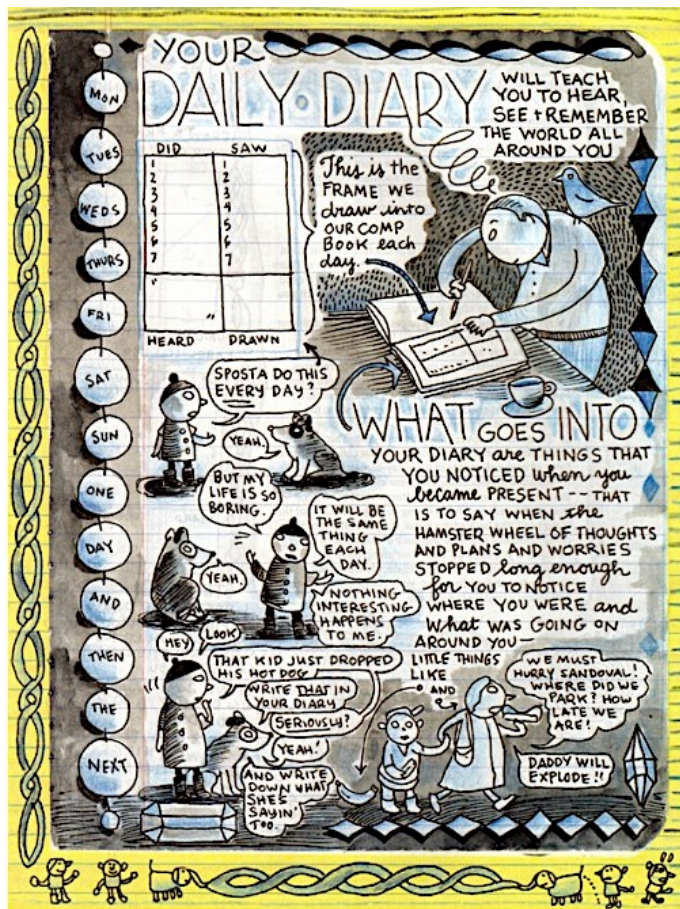 YOUR
DAILY DIARY
WILL TEACH
YOU TO HEAR,
SEE + REMEMBER
THE WORLD ALL
AROUND YOU
MON
TUES
WEDS
THURS
FRI
SAT
SUN
ONE
DAY
AND
THEN
THE
NEXT
DID SAW
1 1
2 2
3 3
4 4
5 5
6 6
7 7
"
"
HEARD DRAWN
This is the
FRAME WE
draw into
OUR COMP
BOOK each
day.
SPOSTA DO THIS
EVERY DAY?
YEAH.
BUT MY
LIFE IS SO
BORING.
IT WILL BE
THE SAME
THING
EACH
DAY.
YEAH.
NOTHING
INTERESTING
HAPPENS
TO ME.
HEY
LOOK
THAT KID JUST DROPPED
HIS HOT DOG
WRITE THAT IN
YOUR DIARY
SERIOUSLY?
YEAH!
AND WRITE
DOWN WHAT
SHE'S
SAYIN'
TOO.
WHAT GOES INTO
YOUR DIARY are THINGS THAT
YOU NOTICED when you
became PRESENT -- THAT
IS TO SAY WHEN the
HAMSTER WHEEL OF THOUGHTS
AND PLANS AND WORRIES
STOPPED long enough
for YOU TO NOTICE
WHERE YOU WERE and
what WAS GOING ON
AROUND YOU—
LITTLE THINGS
LIKE
AND
WE MUST
HURRY SANDOVAL!
WHERE DID WE
PARK? HOW
LATE WE
ARE!
DADDY WILL
EXPLODE!!